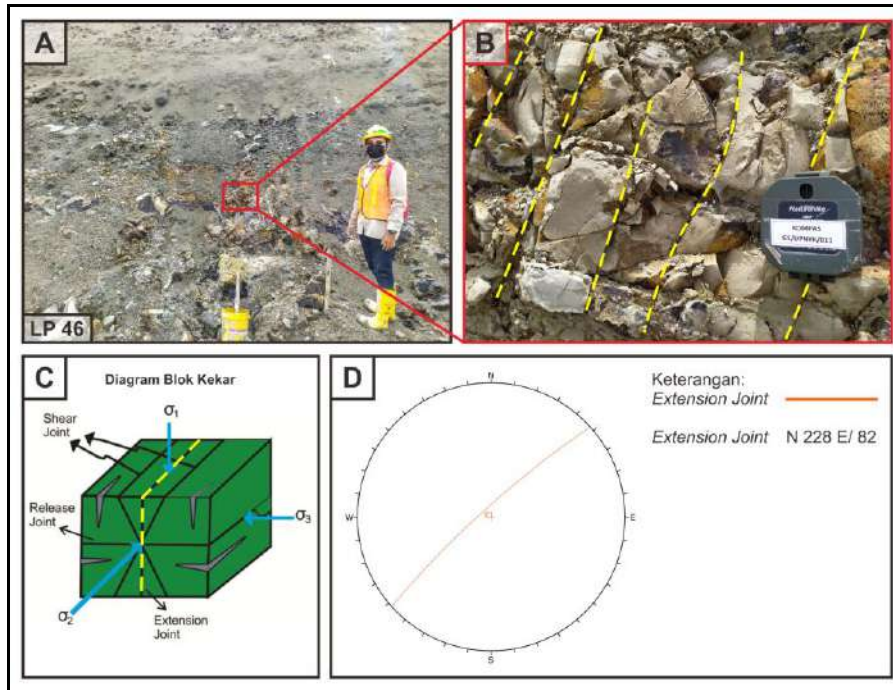 A
LP 46
B
KOMPAS
C
Diagram Blok Kekar
σ1
Shear
Joint
Release
Joint
σ3
σ2
Extension
Joint
D
N
W
E
S
Keterangan:
Extension Joint
Extension Joint N 228 E/ 82